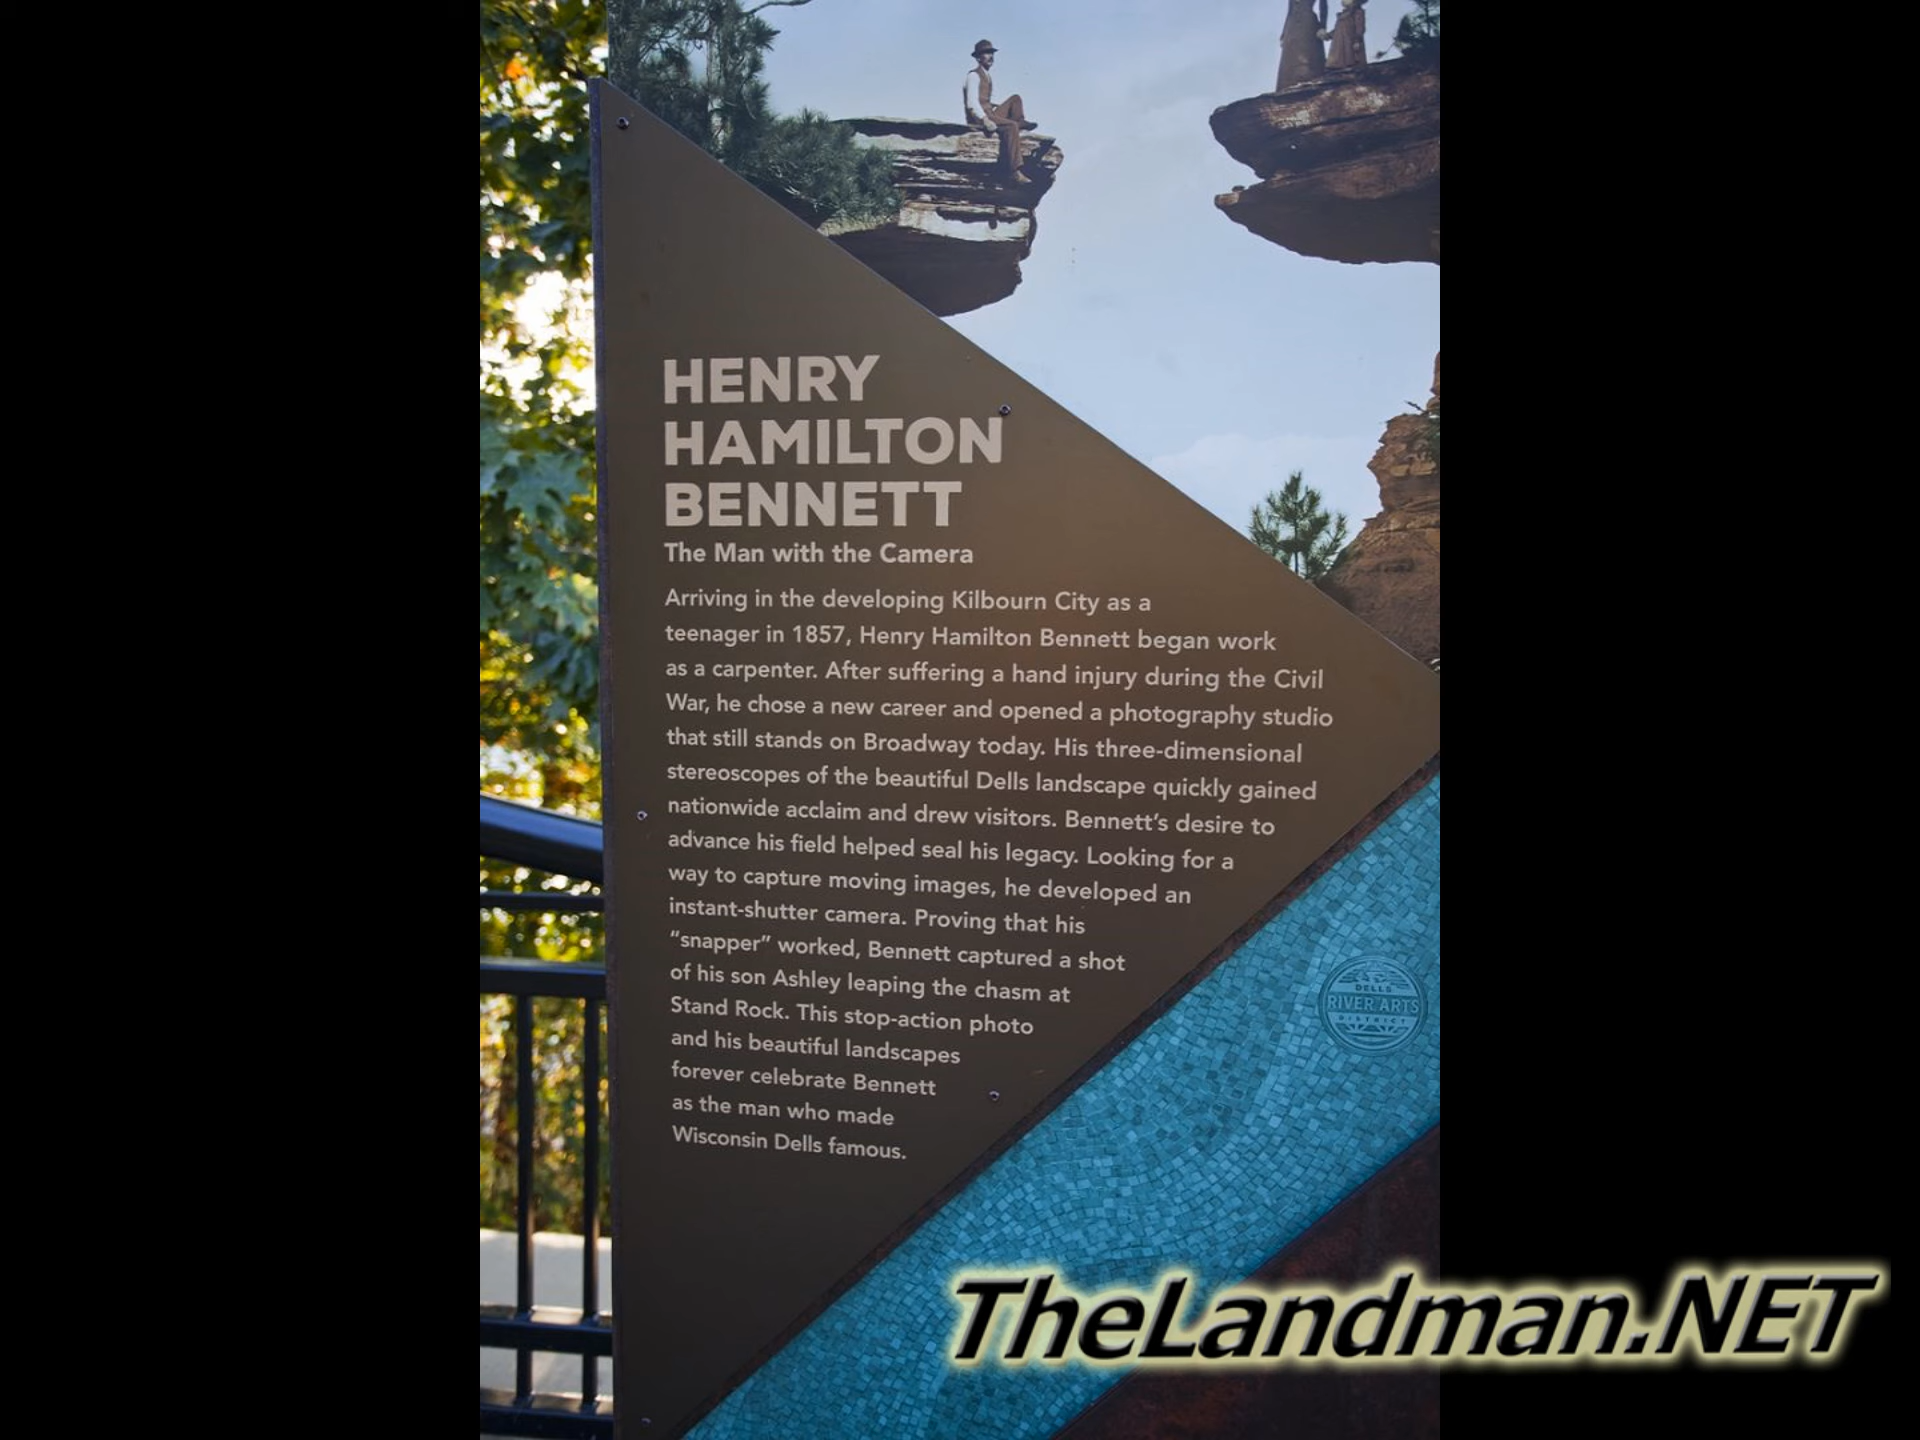 HENRY
HAMILTON
BENNETT
The Man with the Camera
Arriving in the developing Kilbourn City as a
teenager in 1857, Henry Hamilton Bennett began work
as a carpenter. After suffering a hand injury during the Civil
War, he chose a new career and opened a photography studio
that still stands on Broadway today. His three-dimensional
stereoscopes of the beautiful Dells landscape quickly gained
nationwide acclaim and drew visitors. Bennett's desire to
advance his field helped seal his legacy. Looking for a
way to capture moving images, he developed an
instant-shutter camera. Proving that his
“snapper” worked, Bennett captured a shot
of his son Ashley leaping the chasm at
Stand Rock. This stop-action photo
and his beautiful landscapes
forever celebrate Bennett
as the man who made
Wisconsin Dells famous.
DELLS
RIVER ARTS
DISTRICT
TheLandman.NET